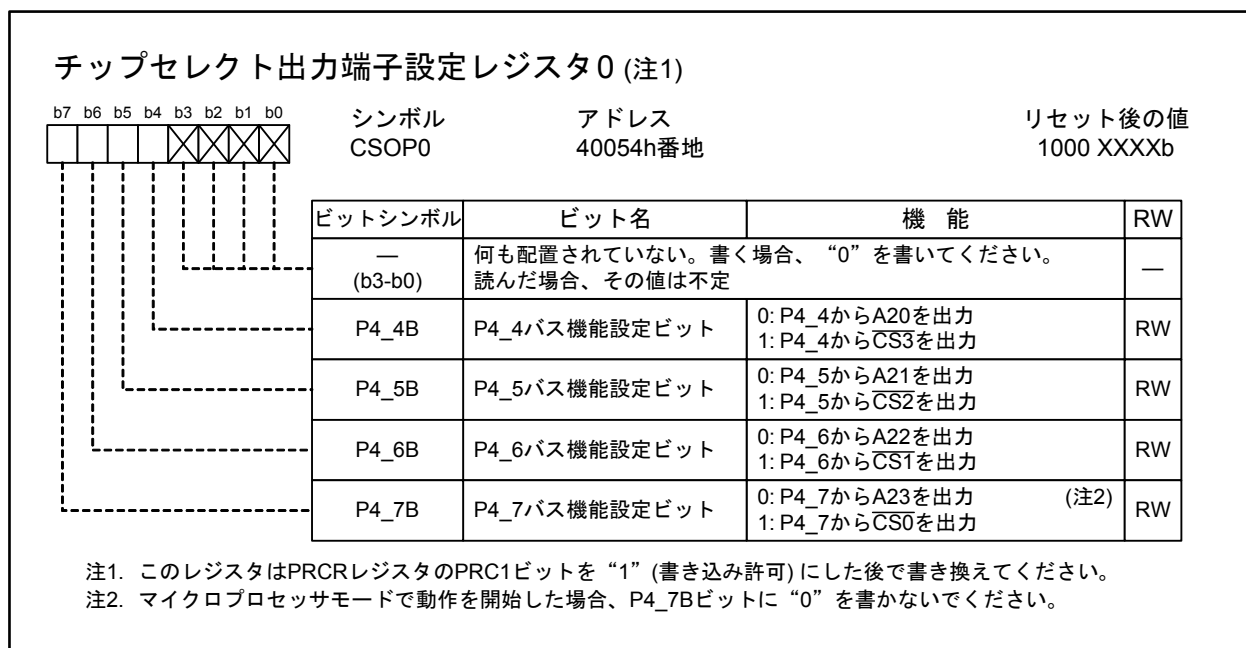 チップセレクト出力端子設定レジスタ0 (注1)
b7 b6 b5 b4 b3 b2 b1 b0
シンボル アドレス リセット後の値
CSOP0 40054h番地 1000 XXXXb
ビットシンボル ビット名 機 能 RW
— (b3-b0) 何も配置されていない。書く場合、“0”を書いてください。
読んだ場合、その値は不定 —
P4_4B P4_4バス機能設定ビット 0: P4_4からA20を出力
1: P4_4からCS3を出力 RW
P4_5B P4_5バス機能設定ビット 0: P4_5からA21を出力
1: P4_5からCS2を出力 RW
P4_6B P4_6バス機能設定ビット 0: P4_6からA22を出力
1: P4_6からCS1を出力 RW
P4_7B P4_7バス機能設定ビット 0: P4_7からA23を出力 (注2)
1: P4_7からCS0を出力 RW
注1. このレジスタはPRCRレジスタのPRC1ビットを“1”(書き込み許可) にした後で書き換えてください。
注2. マイクロプロセッサモードで動作を開始した場合、P4_7Bビットに“0”を書かないでください。